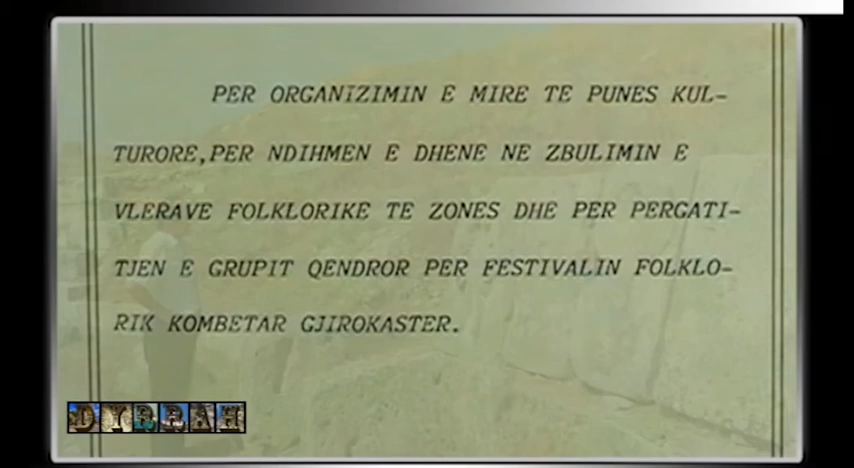 PER ORGANIZIMIN E MIRE TE PUNES KUL-
TURORE,PER NDIHMEN E DHENE NE ZBULIMIN E
VLERAVE FOLKLORIKE TE ZONES DHE PER PERGATI-
TJEN E GRUPIT QENDROR PER FESTIVALIN FOLKLO-
RIK KOMBETAR GJIROKASTER.
DYRRAH